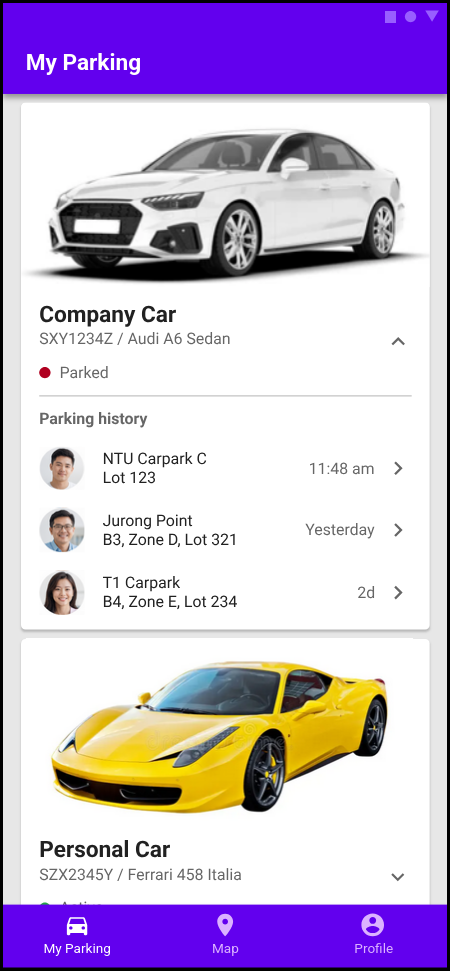 My Parking
Company Car
SXY1234Z / Audi A6 Sedan
Parked
Parking history
NTU Carpark C
Lot 123
11:48 am
Jurong Point
B3, Zone D, Lot 321
Yesterday
T1 Carpark
B4, Zone E, Lot 234
2d
Personal Car
SZX2345Y / Ferrari 458 Italia
My Parking
Map
Profile